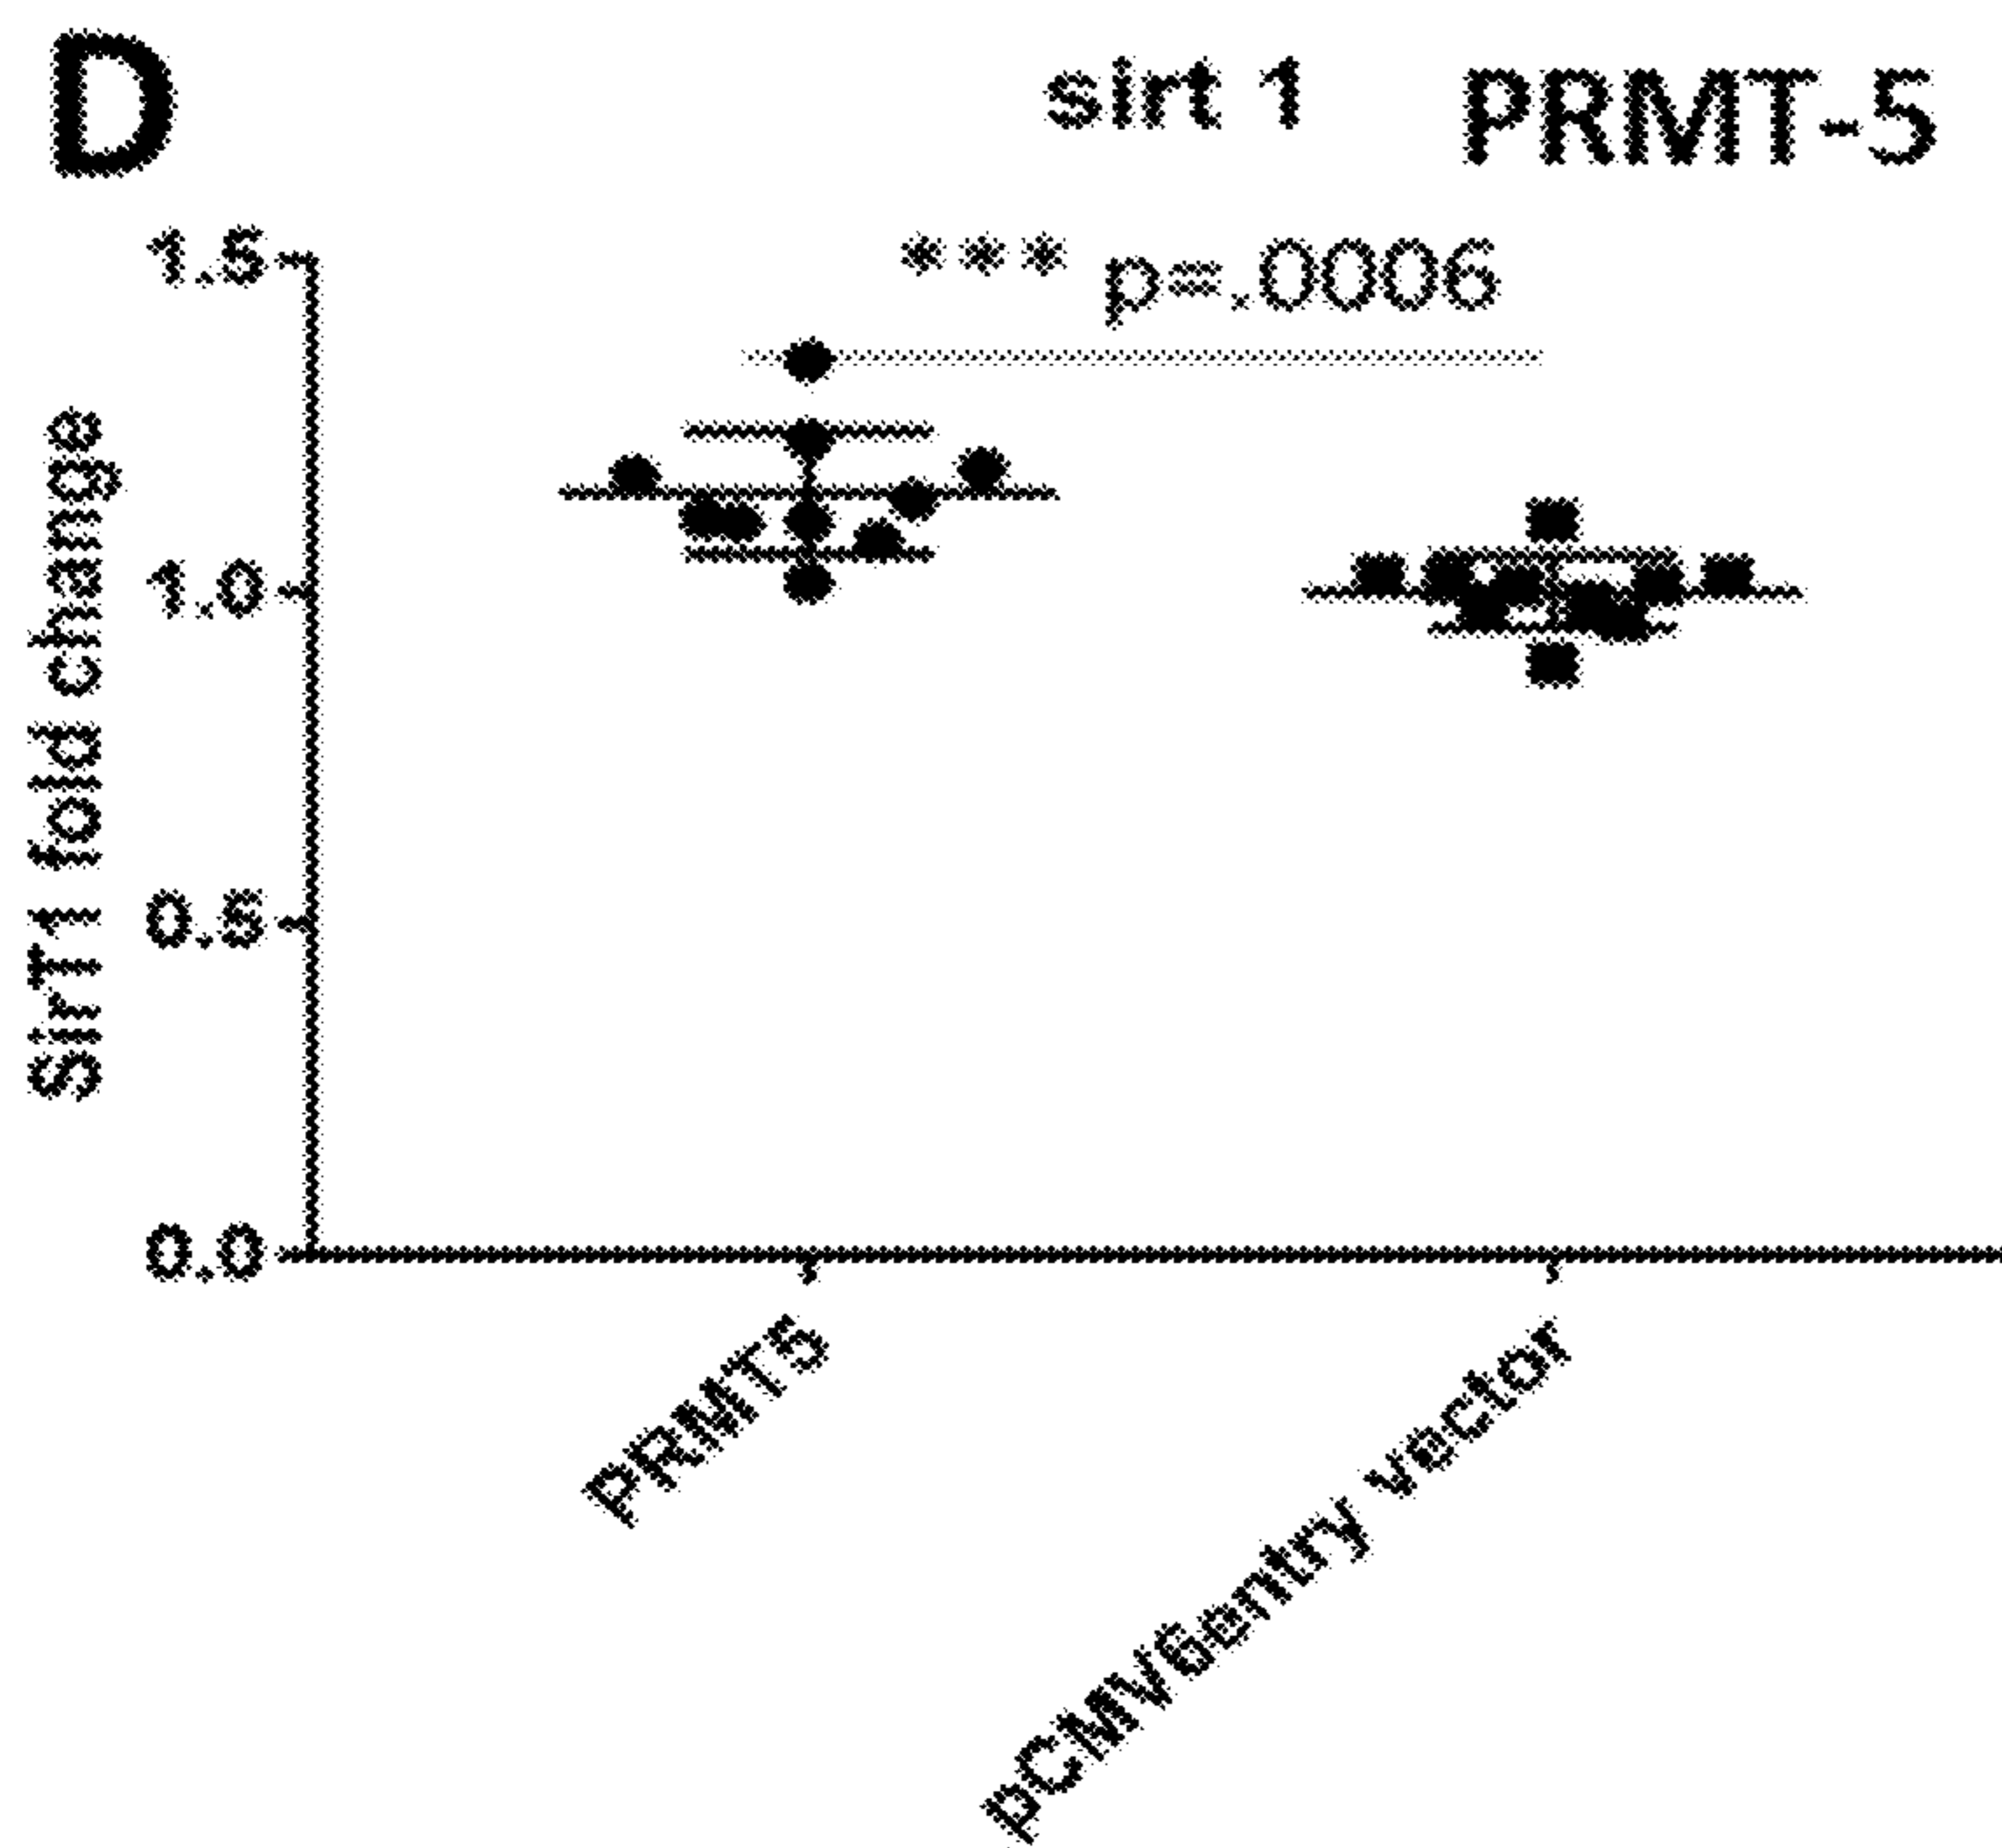 D
sirt 1 PRMT-5
*** p=.0006
SirT1 fold change
1.5
1.0
0.5
0.0
PRMT5
pCMV6entry vector